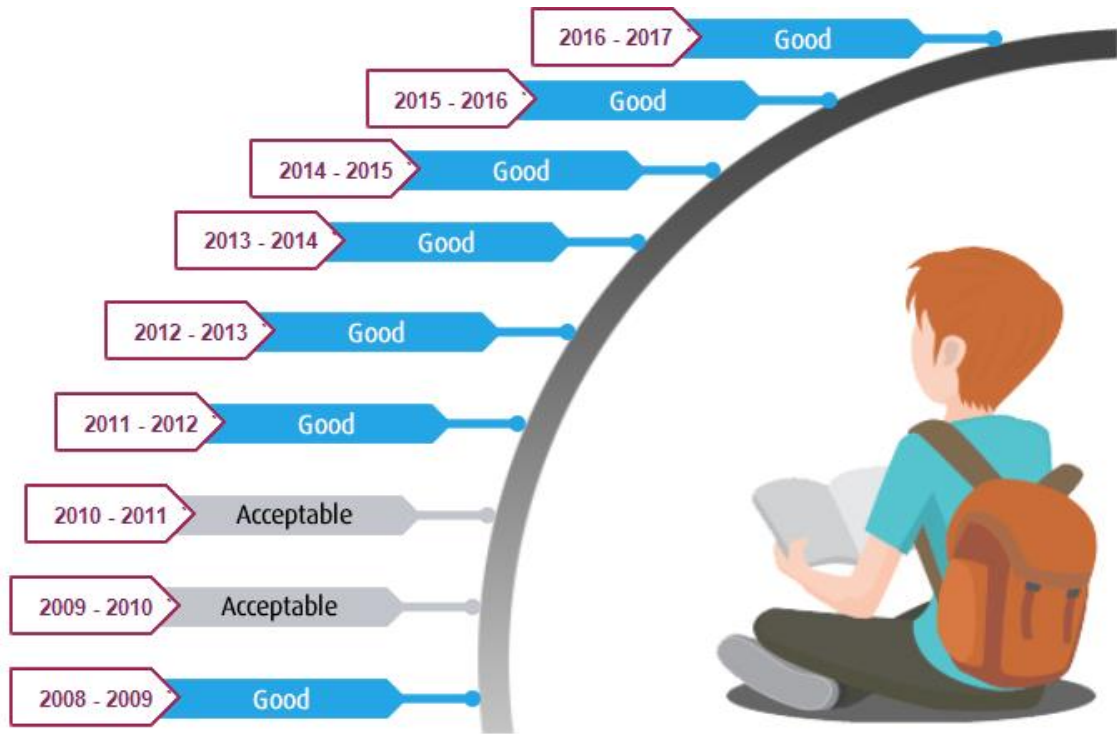 2016 - 2017 Good
2015 - 2016 Good
2014 - 2015 Good
2013 - 2014 Good
2012 - 2013 Good
2011 - 2012 Good
2010 - 2011 Acceptable
2009 - 2010 Acceptable
2008 - 2009 Good